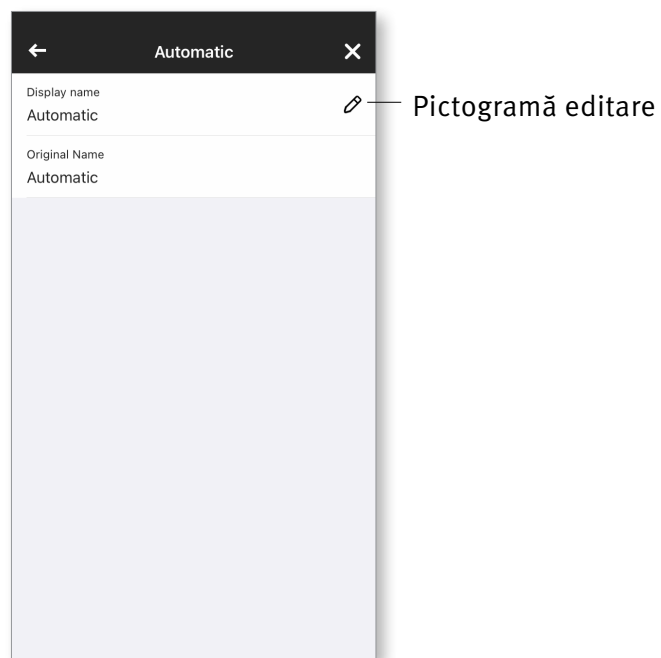 Automatic
Display name
Automatic
Pictogramă editare
Original Name
Automatic